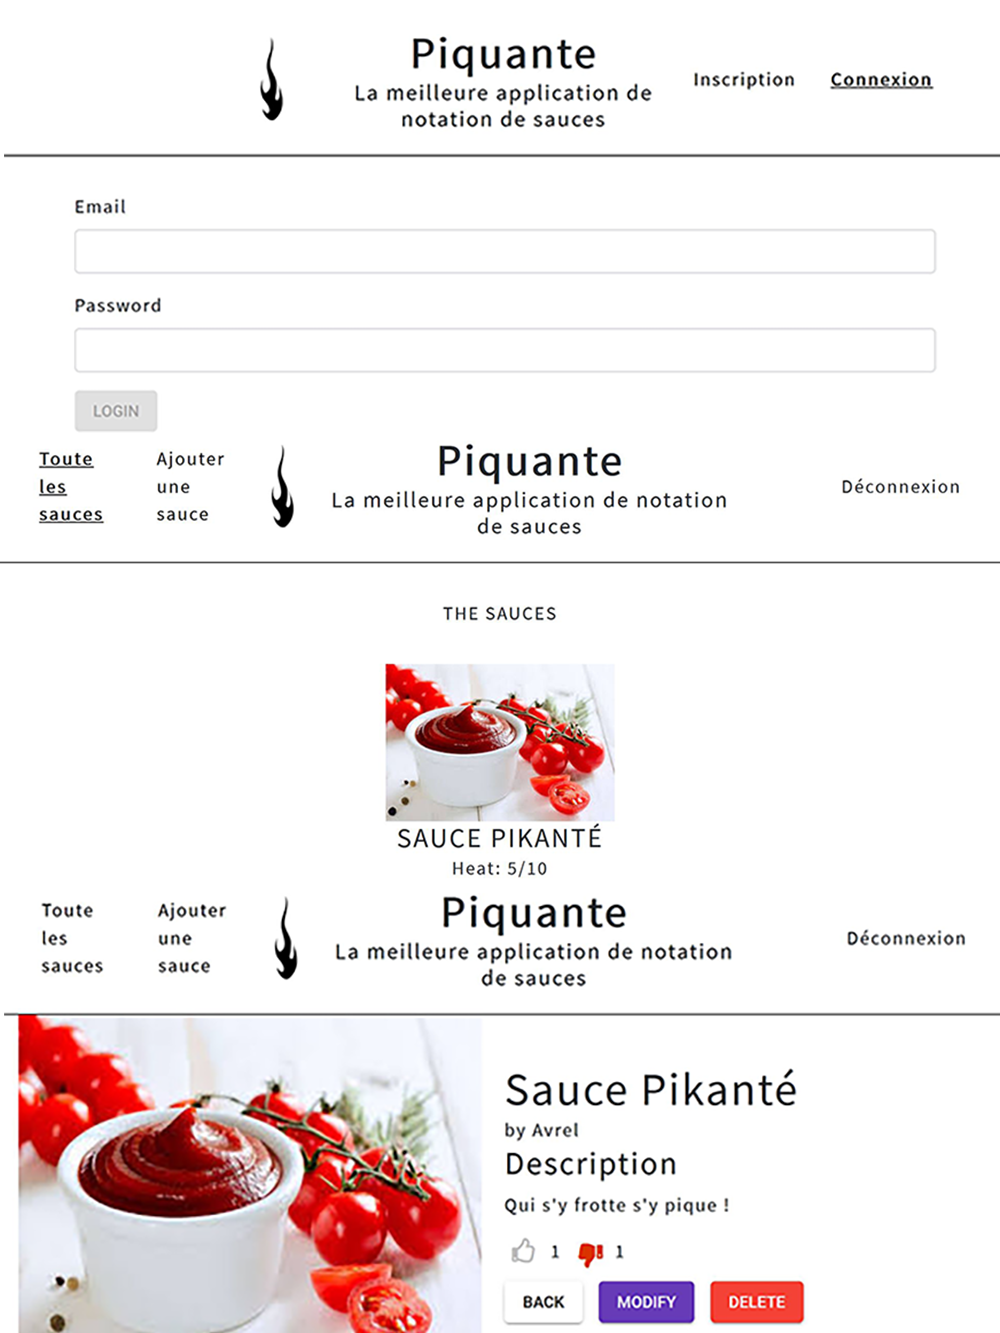 Piquante
La meilleure application de
notation de sauces
Inscription
Connexion
Email
Password
LOGIN
Toute
les
sauces
Ajouter
une
sauce
Piquante
La meilleure application de notation
de sauces
Déconnexion
THE SAUCES
SAUCE PIKANTÉ
Heat: 5/10
Toute
les
sauces
Ajouter
une
sauce
Piquante
La meilleure application de notation
de sauces
Déconnexion
Sauce Pikanté
by Avrel
Description
Qui s'y frotte s'y pique !
1 1
BACK MODIFY DELETE